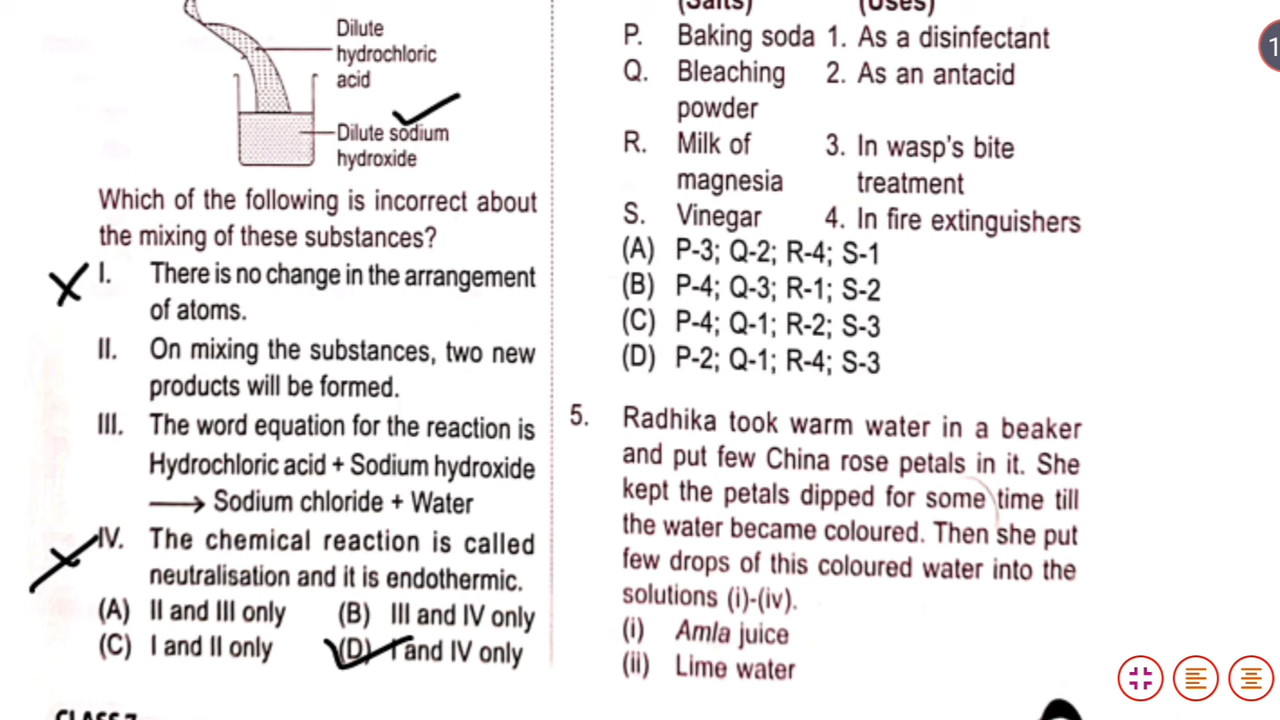 Dilute
hydrochloric
acid
Dilute sodium
hydroxide
Which of the following is incorrect about
the mixing of these substances?
I. There is no change in the arrangement
of atoms.
II. On mixing the substances, two new
products will be formed.
III. The word equation for the reaction is
Hydrochloric acid + Sodium hydroxide
⟶ Sodium chloride + Water
IV. The chemical reaction is called
neutralisation and it is endothermic.
(A) II and III only (B) III and IV only
(C) I and II only (D) I and IV only
CLASS 7
(Salts) (Uses)
P. Baking soda 1. As a disinfectant
Q. Bleaching 2. As an antacid
powder
R. Milk of 3. In wasp's bite
magnesia treatment
S. Vinegar 4. In fire extinguishers
(A) P-3; Q-2; R-4; S-1
(B) P-4; Q-3; R-1; S-2
(C) P-4; Q-1; R-2; S-3
(D) P-2; Q-1; R-4; S-3
5. Radhika took warm water in a beaker
and put few China rose petals in it. She
kept the petals dipped for some time till
the water became coloured. Then she put
few drops of this coloured water into the
solutions (i)-(iv).
(i) Amla juice
(ii) Lime water